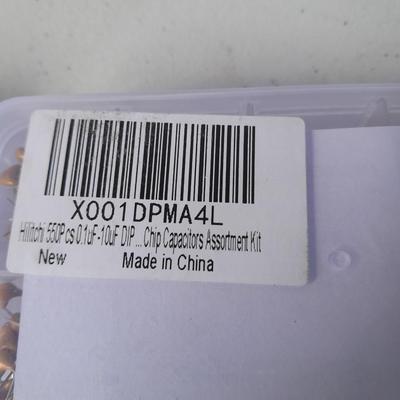 X001DPMA4L
Hilitchi 550Pcs 0.1uF-10uF DIP ... Chip Capacitors Assortment Kit
New Made in China